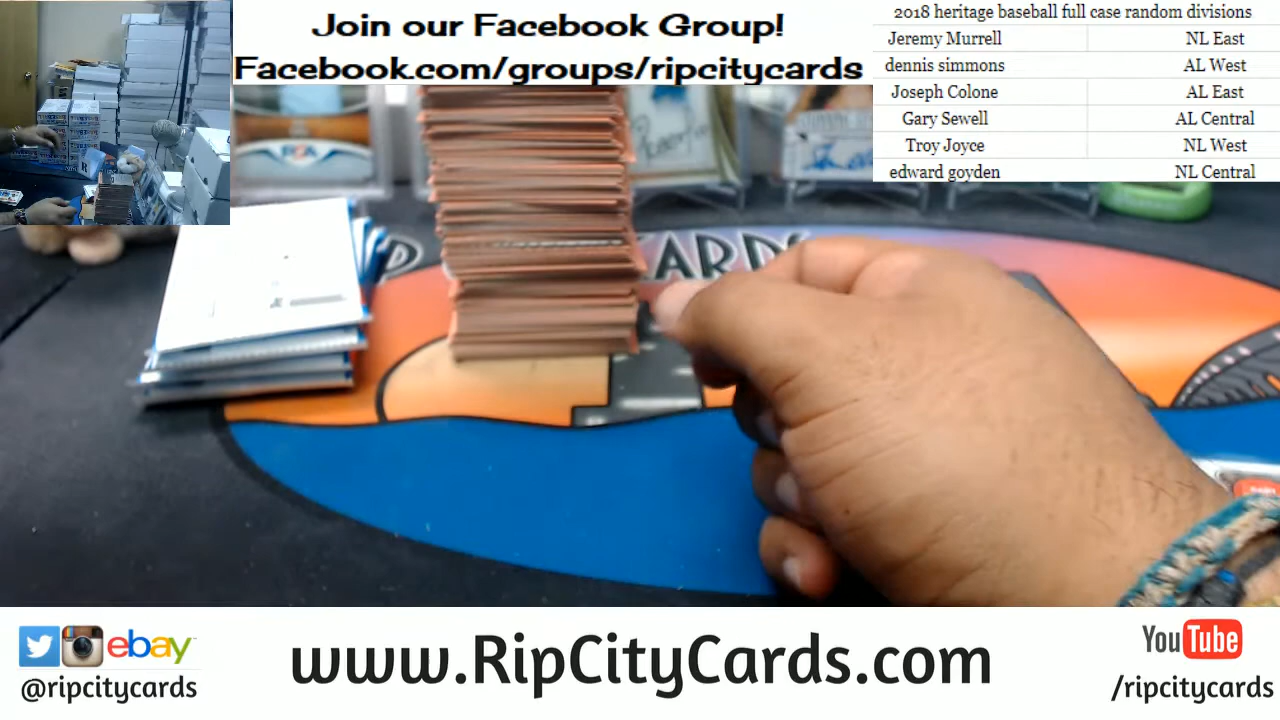 Join our Facebook Group!
Facebook.com/groups/ripcitycards
2018 heritage baseball full case random divisions
Jeremy Murrell NL East
dennis simmons AL West
Joseph Colone AL East
Gary Sewell AL Central
Troy Joyce NL West
edward goyden NL Central
CARDS
ebay
@ripcitycards
www.RipCityCards.com
YouTube
/ripcitycards